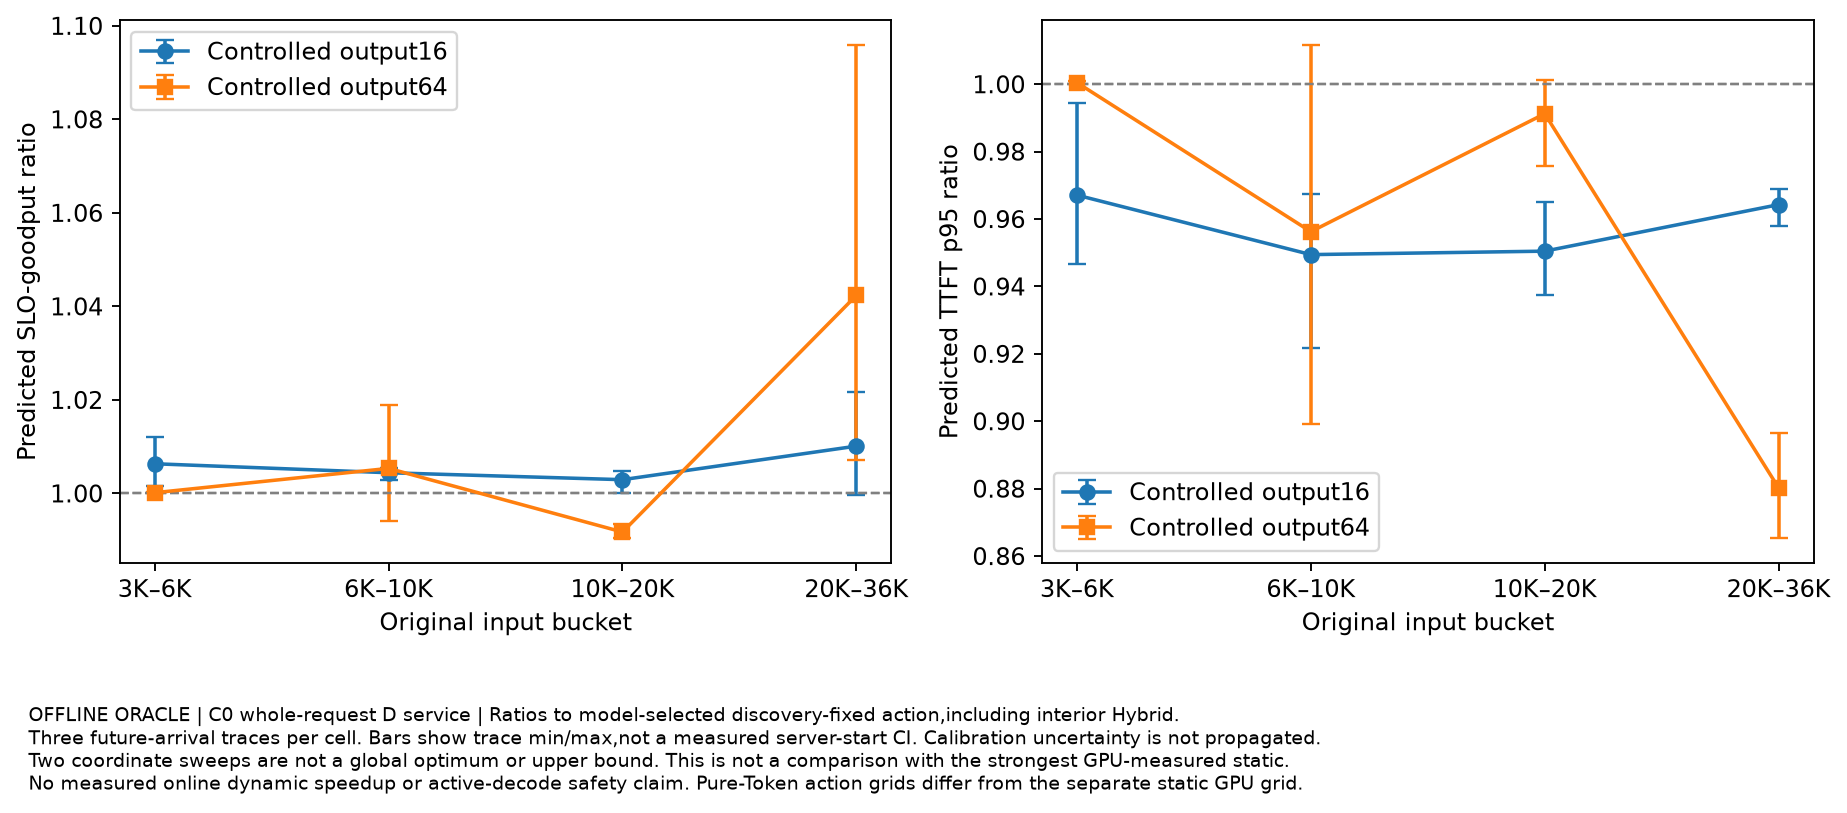 1.10
1.08
1.06
1.04
1.02
1.00
Predicted SLO-goodput ratio
Controlled output16
Controlled output64
3K–6K
6K–10K
10K–20K
20K–36K
Original input bucket
1.00
0.98
0.96
0.94
0.92
0.90
0.88
0.86
Predicted TTFT p95 ratio
Controlled output16
Controlled output64
3K–6K
6K–10K
10K–20K
20K–36K
Original input bucket
OFFLINE ORACLE | C0 whole-request D service | Ratios to model-selected discovery-fixed action,including interior Hybrid.
Three future-arrival traces per cell. Bars show trace min/max,not a measured server-start CI. Calibration uncertainty is not propagated.
Two coordinate sweeps are not a global optimum or upper bound. This is not a comparison with the strongest GPU-measured static.
No measured online dynamic speedup or active-decode safety claim. Pure-Token action grids differ from the separate static GPU grid.